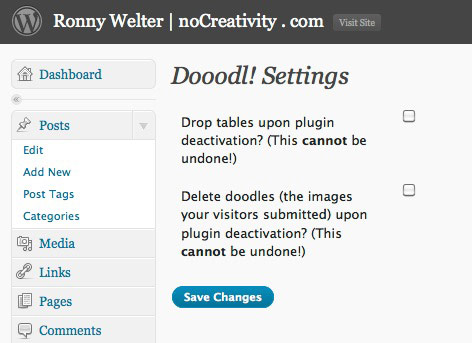 Ronny Welter | noCreativity . com
Visit Site
Dashboard
Posts
Edit
Add New
Post Tags
Categories
Media
Links
Pages
Comments
Dooodl! Settings
Drop tables upon plugin
deactivation? (This cannot be
undone!)
Delete doodles (the images
your visitors submitted) upon
plugin deactivation? (This
cannot be undone!)
Save Changes